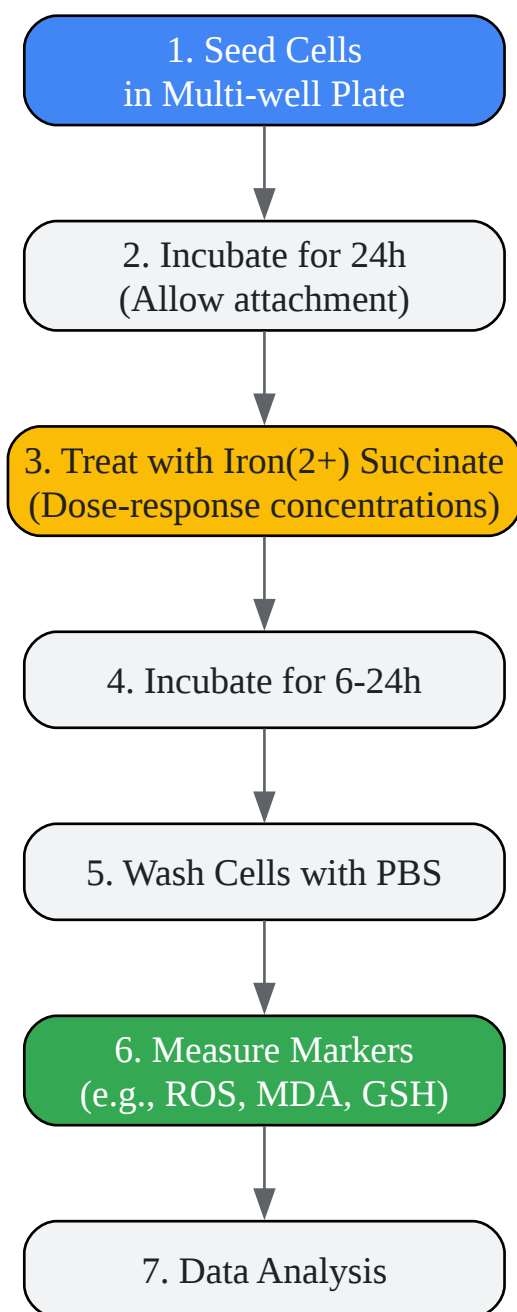 1. Seed Cells
in Multi-well Plate
2. Incubate for 24h
(Allow attachment)
3. Treat with Iron(2+) Succinate
(Dose-response concentrations)
4. Incubate for 6-24h
5. Wash Cells with PBS
6. Measure Markers
(e.g., ROS, MDA, GSH)
7. Data Analysis